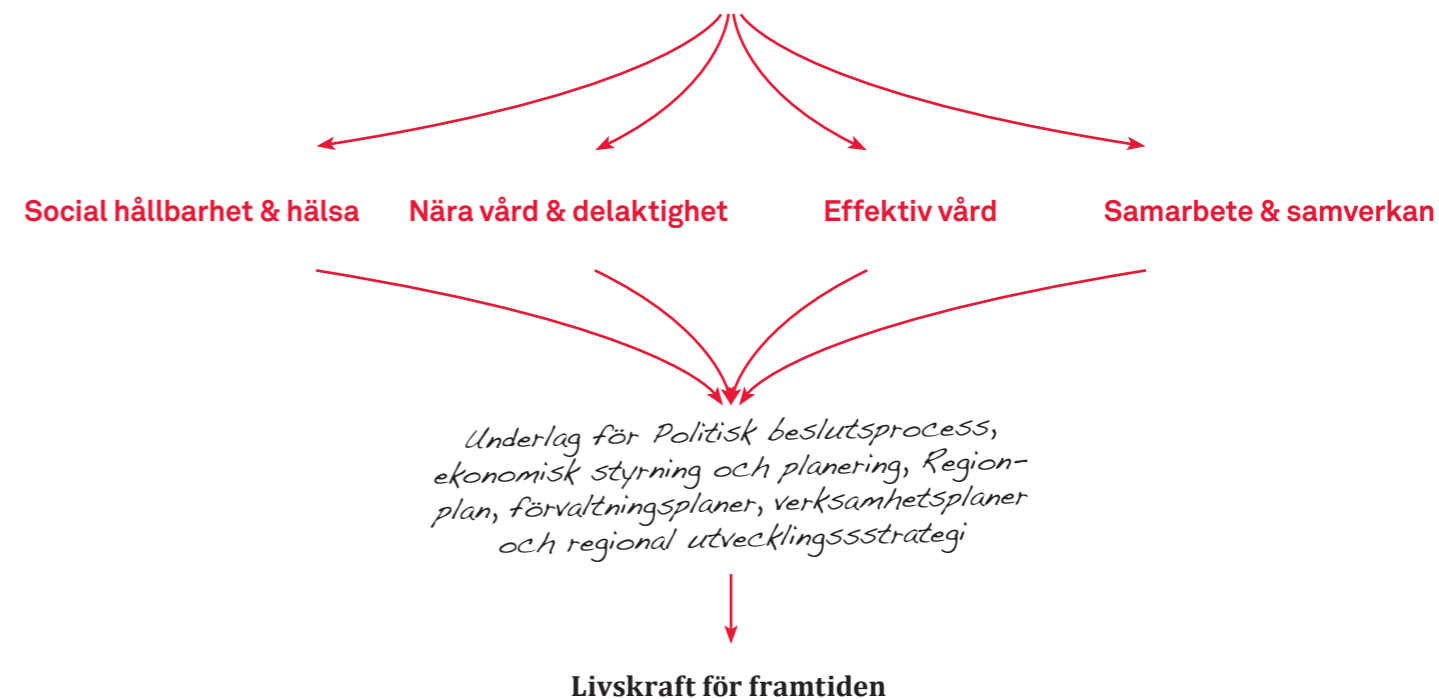 Social hållbarhet & hälsa
Nära vård & delaktighet
Effektiv vård
Samarbete & samverkan
Underlag för Politisk beslutsprocess,
ekonomisk styrning och planering, Region-
plan, förvaltningsplaner, verksamhetsplaner
och regional utvecklingssstrategi
Livskraft för framtiden